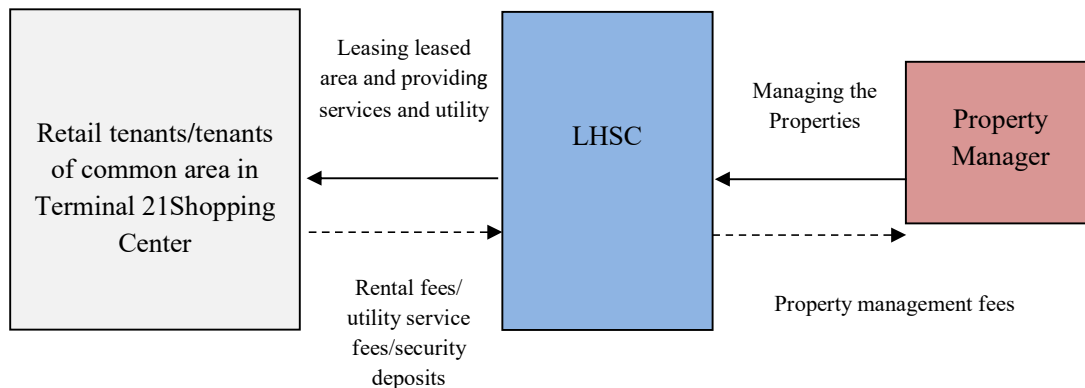 Retail tenants/tenants
of common area in
Terminal 21Shopping
Center
Leasing leased
area and providing
services and utility
Rental fees/
utility service
fees/security
deposits
LHSC
Managing the
Properties
Property management fees
Property
Manager